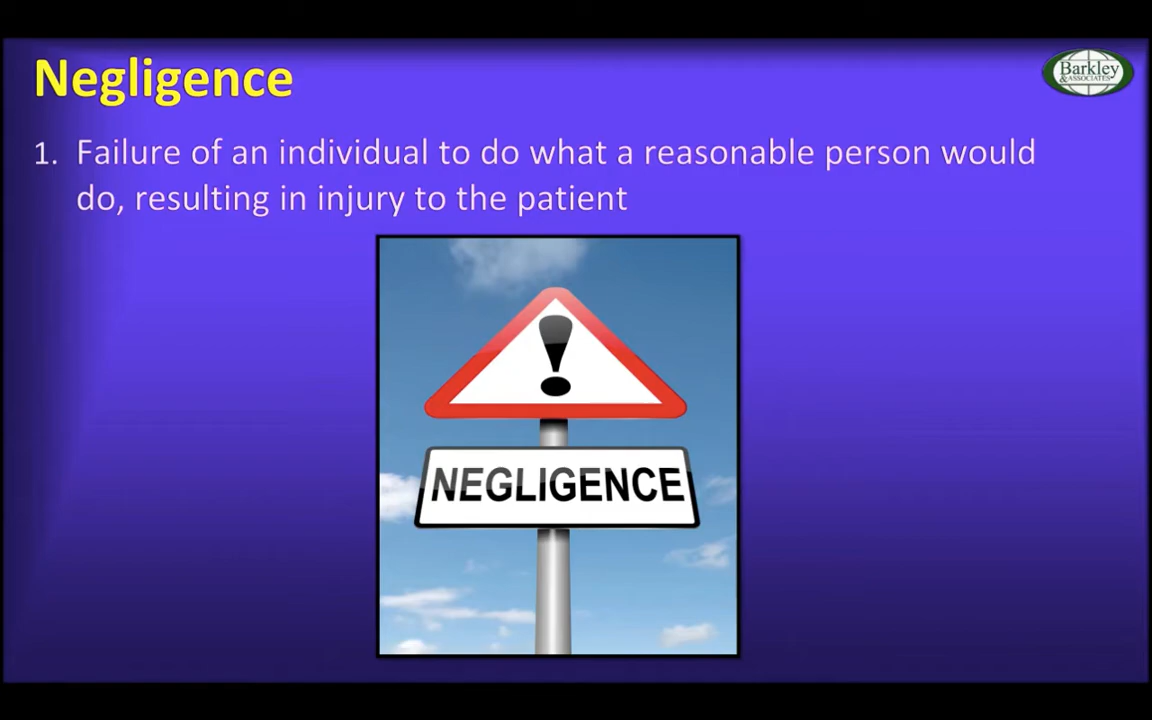 Negligence
Barkley
& ASSOCIATES
1. Failure of an individual to do what a reasonable person would
do, resulting in injury to the patient
!
NEGLIGENCE